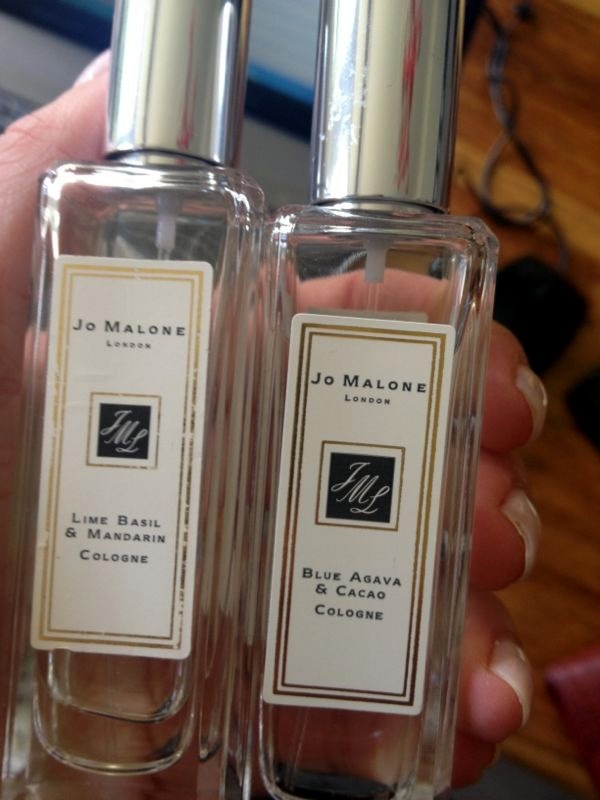 Jo Malone
London
JML
Lime Basil
& Mandarin
Cologne
Jo Malone
London
JML
Blue Agava
& Cacao
Cologne